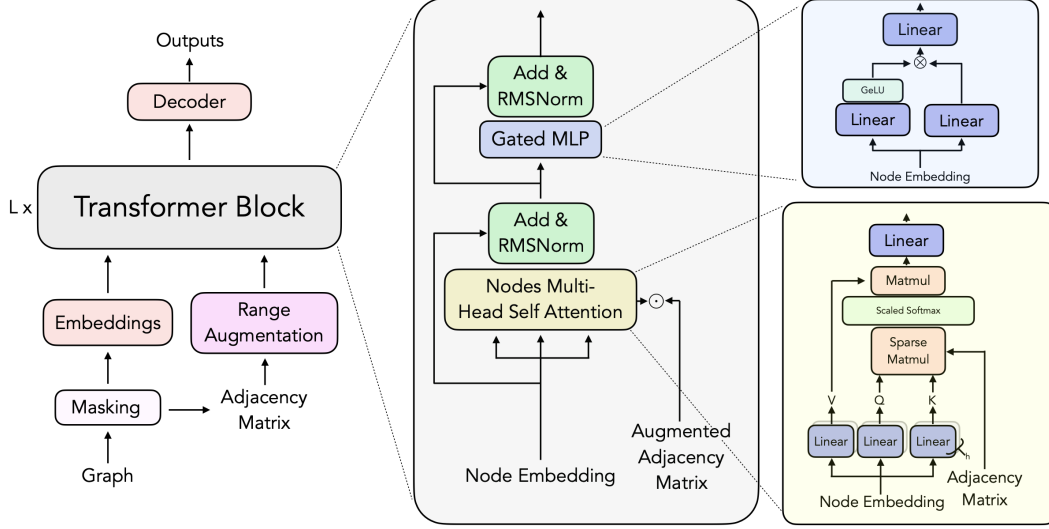 Outputs
Decoder
L x
Transformer Block
Embeddings
Range
Augmentation
Masking
Adjacency
Matrix
Graph
Add &
RMSNorm
Gated MLP
Add &
RMSNorm
Nodes Multi-
Head Self Attention
Augmented
Adjacency
Matrix
Node Embedding
Linear
GeLU
Linear
Linear
Node Embedding
Linear
Matmul
Scaled Softmax
Sparse
Matmul
V
Q
K
Linear
Linear
Linear
h
Adjacency
Matrix
Node Embedding